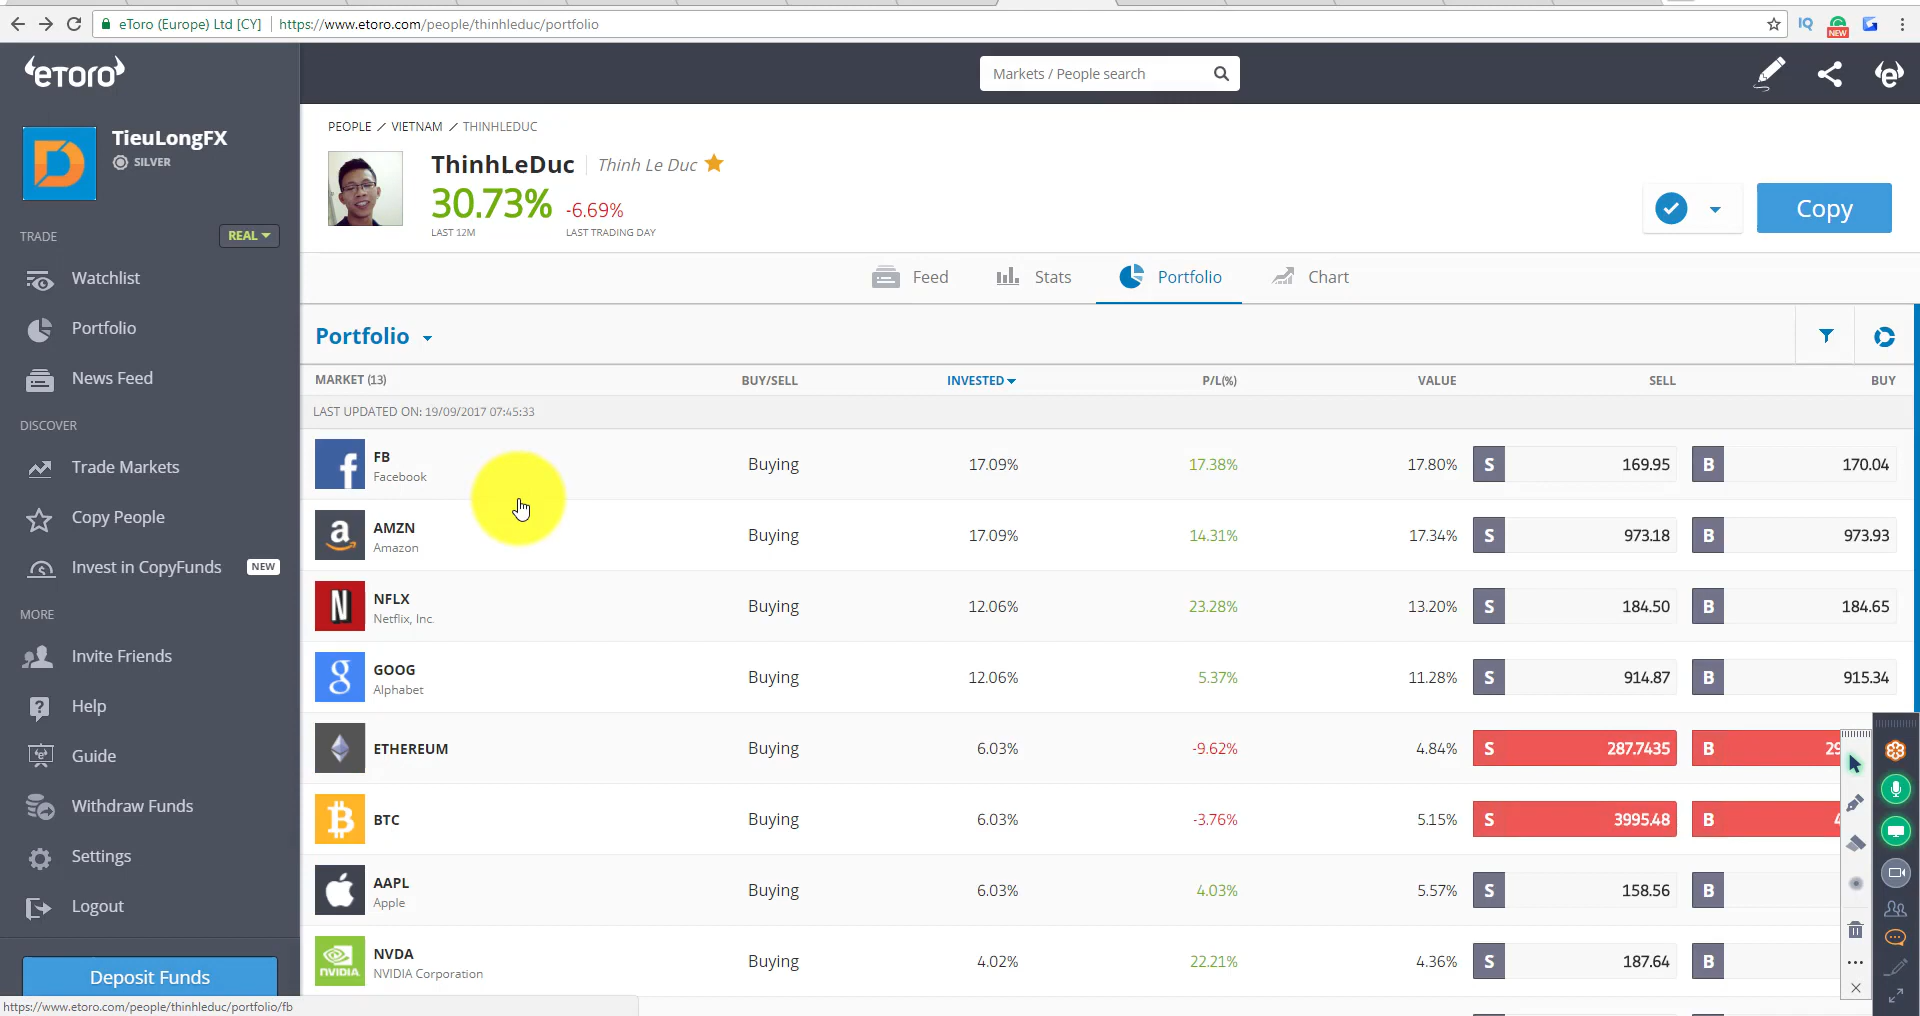 eToro (Europe) Ltd [CY] https://www.etoro.com/people/thinhleduc/portfolio
NEW
eToro
Markets / People search
TieuLongFX
SILVER
TRADE REAL
Watchlist
Portfolio
News Feed
DISCOVER
Trade Markets
Copy People
Invest in CopyFunds NEW
MORE
Invite Friends
Help
Guide
Withdraw Funds
Settings
Logout
Deposit Funds
https://www.etoro.com/people/thinhleduc/portfolio/fb
PEOPLE / VIETNAM / THINHLEDUC
ThinhLeDuc Thinh Le Duc
30.73% -6.69%
LAST 12M LAST TRADING DAY
Copy
Feed Stats Portfolio Chart
Portfolio
MARKET (13) BUY/SELL INVESTED P/L(%) VALUE SELL BUY
LAST UPDATED ON: 19/09/2017 07:45:33
FB
Facebook
Buying 17.09% 17.38% 17.80% S 169.95 B 170.04
AMZN
Amazon
Buying 17.09% 14.31% 17.34% S 973.18 B 973.93
NFLX
Netflix, Inc.
Buying 12.06% 23.28% 13.20% S 184.50 B 184.65
GOOG
Alphabet
Buying 12.06% 5.37% 11.28% S 914.87 B 915.34
ETHEREUM Buying 6.03% -9.62% 4.84% S 287.7435 B 29
BTC Buying 6.03% -3.76% 5.15% S 3995.48 B 4
AAPL
Apple
Buying 6.03% 4.03% 5.57% S 158.56 B
NVDA
NVIDIA Corporation
Buying 4.02% 22.21% 4.36% S 187.64 B